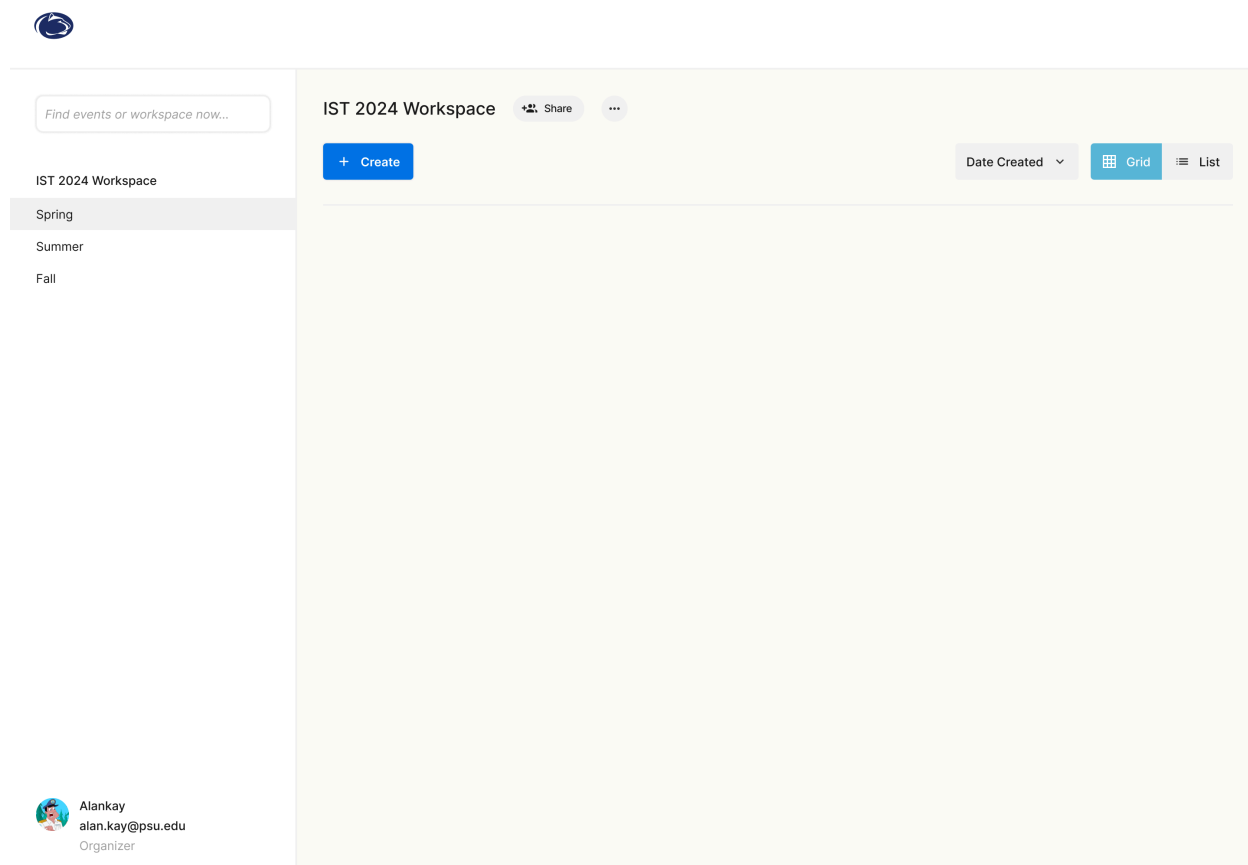 Find events or workspace now...
IST 2024 Workspace
Spring
Summer
Fall
Alankay
alan.kay@psu.edu
Organizer
IST 2024 Workspace
Share
+ Create
Date Created
Grid
List